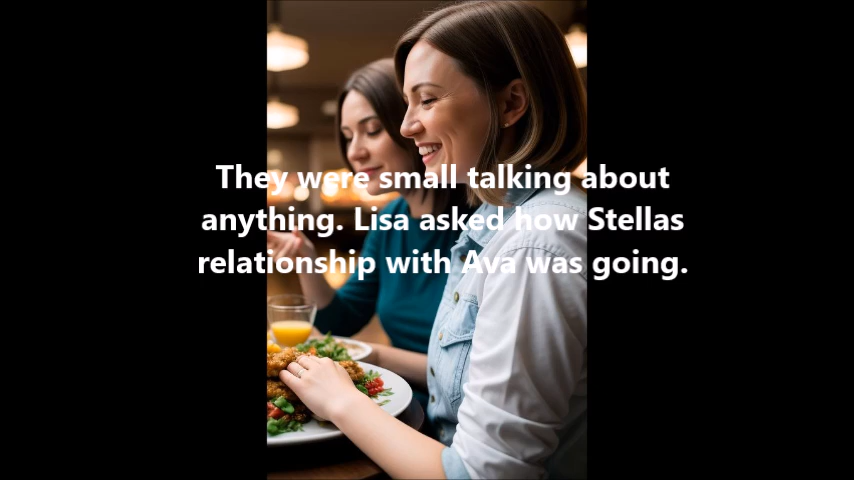 They were small talking about
anything. Lisa asked how Stellas
relationship with Ava was going.